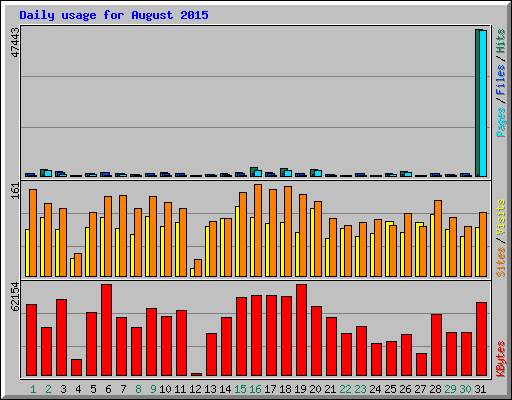 Daily usage for August 2015
47443
Pages / Files / Hits
161
Sites / Visits
62154
KBytes
1 2 3 4 5 6 7 8 9 10 11 12 13 14 15 16 17 18 19 20 21 22 23 24 25 26 27 28 29 30 31